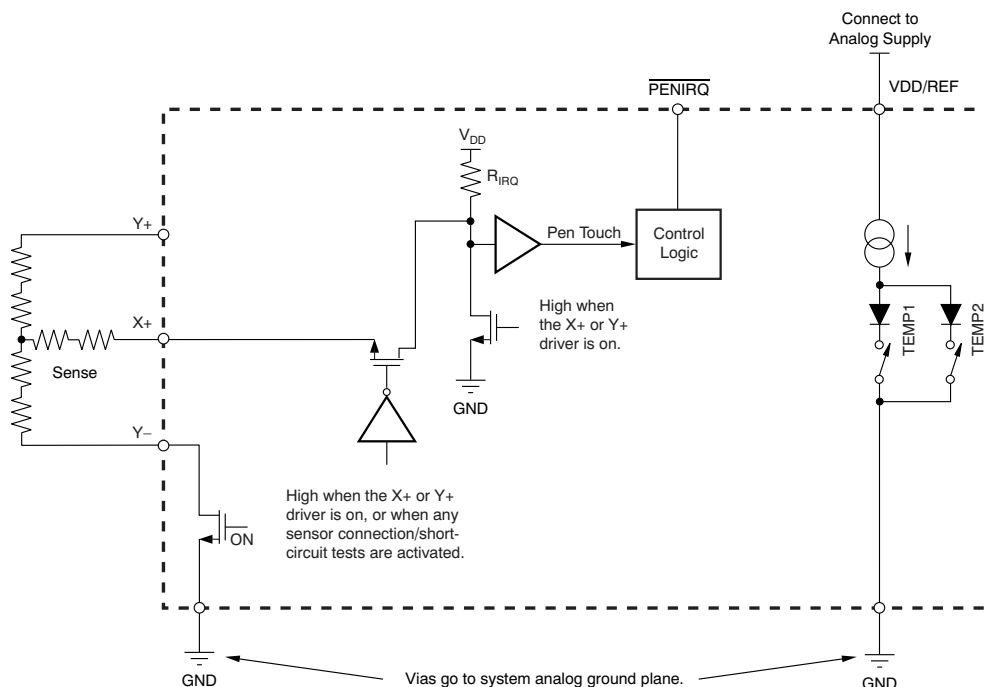 Connect to
Analog Supply
PENIRQ
VDD/REF
VDD
RIRQ
Y+
Pen Touch
Control
Logic
High when
the X+ or Y+
driver is on.
X+
Sense
TEMP1
TEMP2
GND
Y–
High when the X+ or Y+
driver is on, or when any
sensor connection/short-
circuit tests are activated.
ON
GND
Vias go to system analog ground plane.
GND